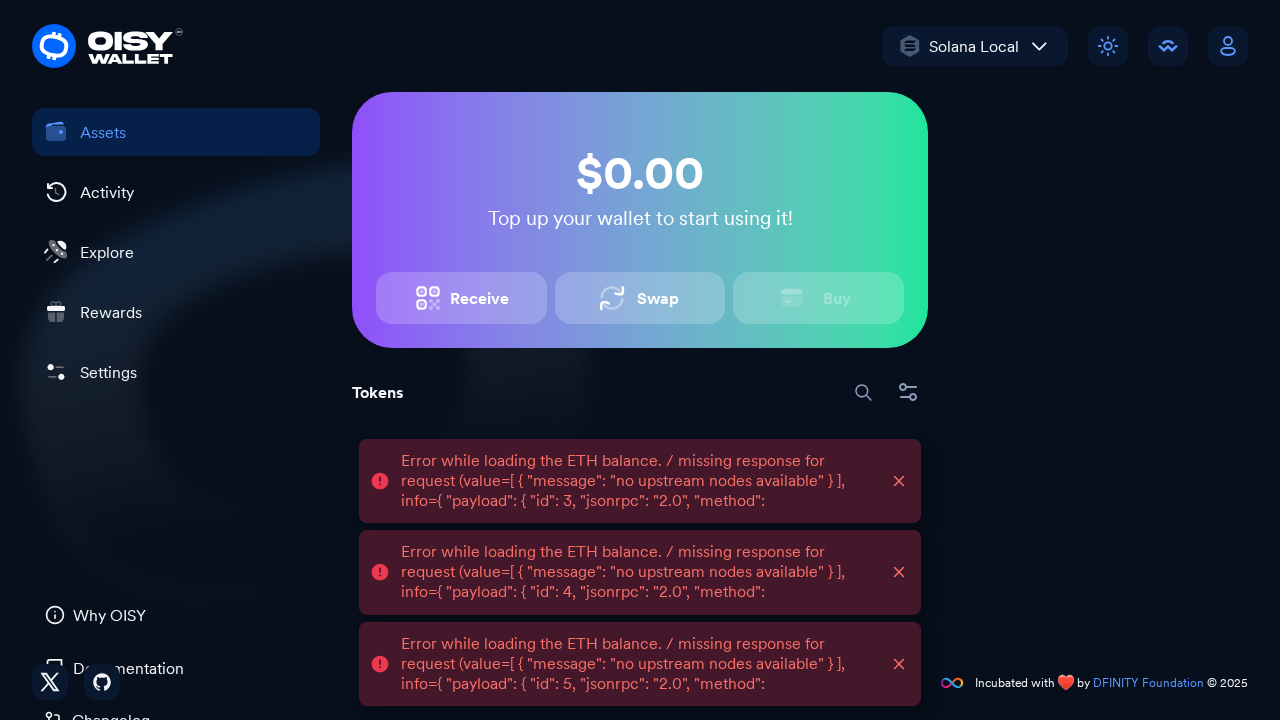 OISY
WALLET
Solana Local
Assets
Activity
Explore
Rewards
Settings
$0.00
Top up your wallet to start using it!
Receive
Swap
Buy
Tokens
Error while loading the ETH balance. / missing response for
request (value=[ { "message": "no upstream nodes available" } ],
info={ "payload": { "id": 3, "jsonrpc": "2.0", "method":
Error while loading the ETH balance. / missing response for
request (value=[ { "message": "no upstream nodes available" } ],
info={ "payload": { "id": 4, "jsonrpc": "2.0", "method":
Error while loading the ETH balance. / missing response for
request (value=[ { "message": "no upstream nodes available" } ],
info={ "payload": { "id": 5, "jsonrpc": "2.0", "method":
Why OISY
Documentation
Changelog
Incubated with ❤️ by DFINITY Foundation © 2025